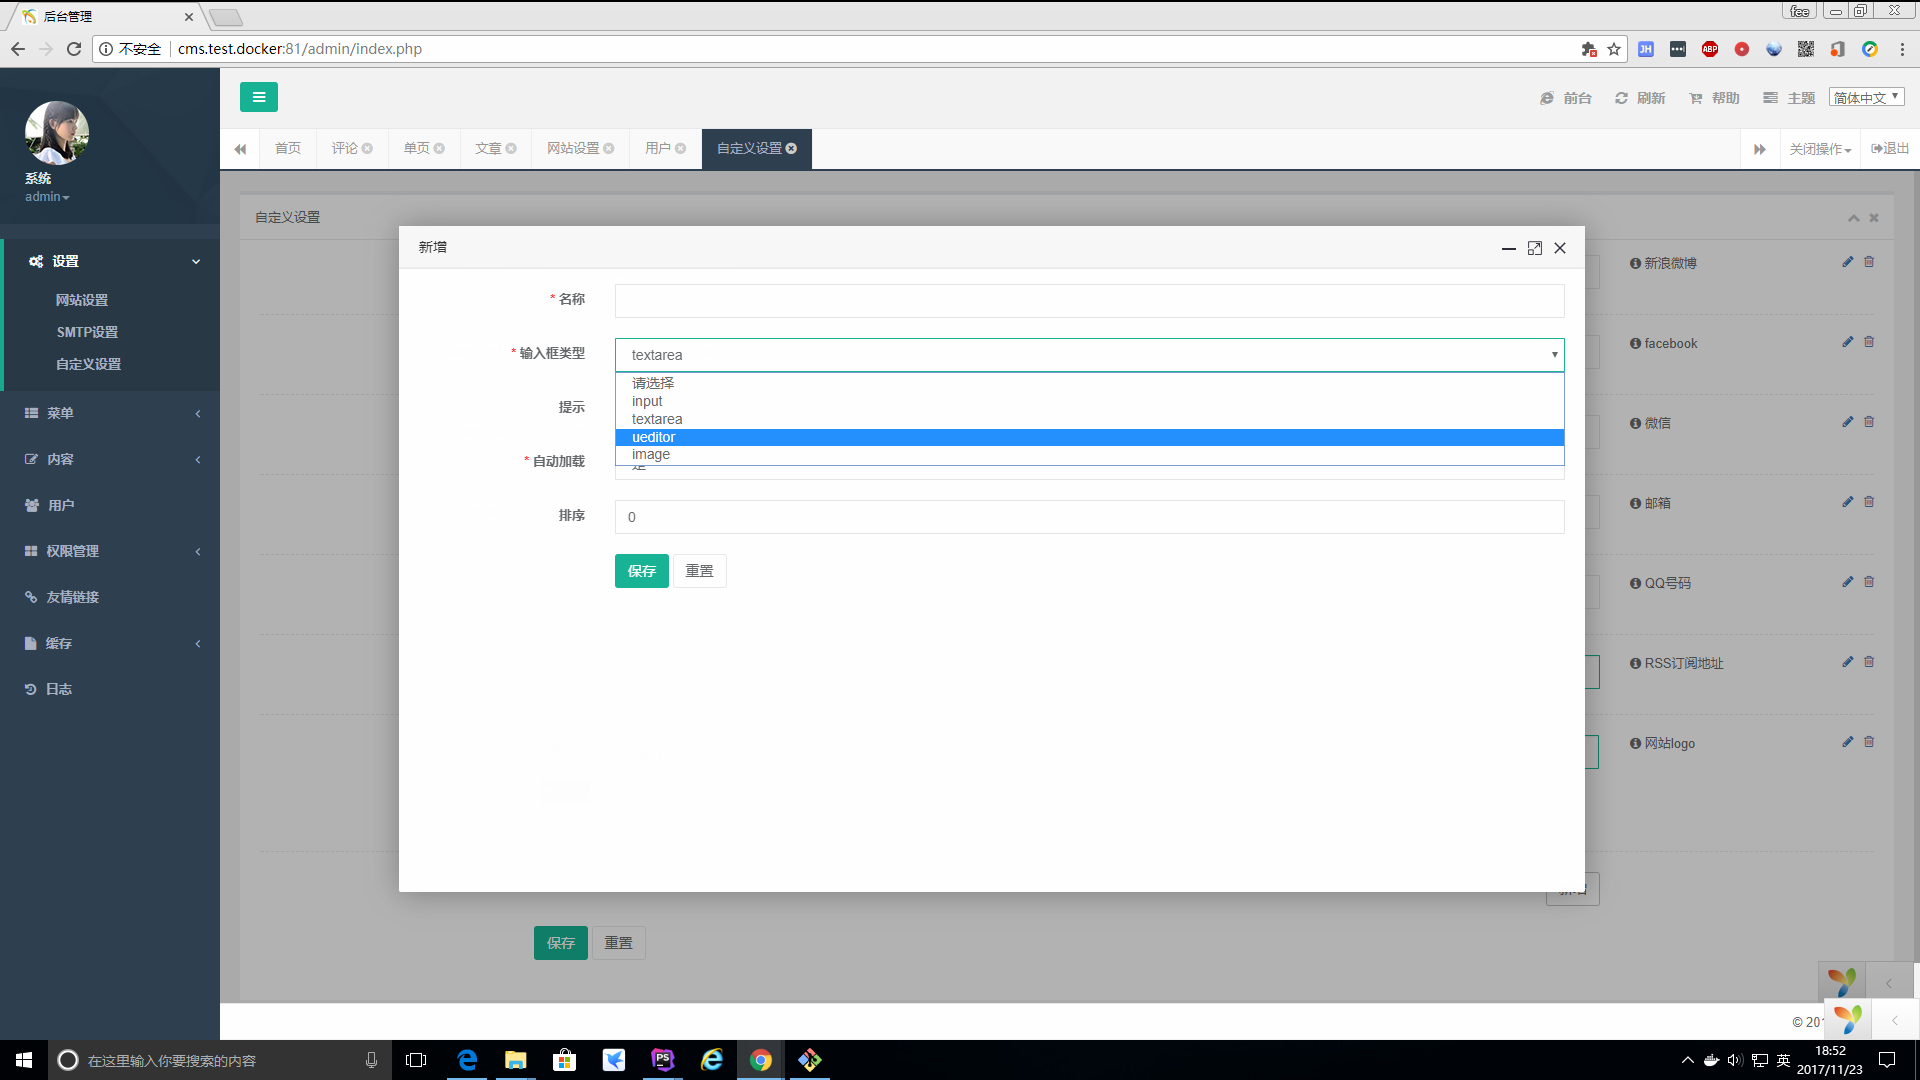 后台管理
fee
不安全
cms.test.docker:81/admin/index.php
JH
ABP
前台
刷新
帮助
主题
简体中文
系统
admin
首页
评论
单页
文章
网站设置
用户
自定义设置
关闭操作
退出
设置
网站设置
SMTP设置
自定义设置
菜单
内容
用户
权限管理
友情链接
缓存
日志
自定义设置
新增
* 名称
* 输入框类型
textarea
请选择
input
textarea
ueditor
image
提示
* 自动加载
是
排序
0
保存
重置
新浪微博
facebook
微信
邮箱
QQ号码
RSS订阅地址
网站logo
新增
保存
重置
© 201
在这里输入你要搜索的内容
PS
英
18:52
2017/11/23